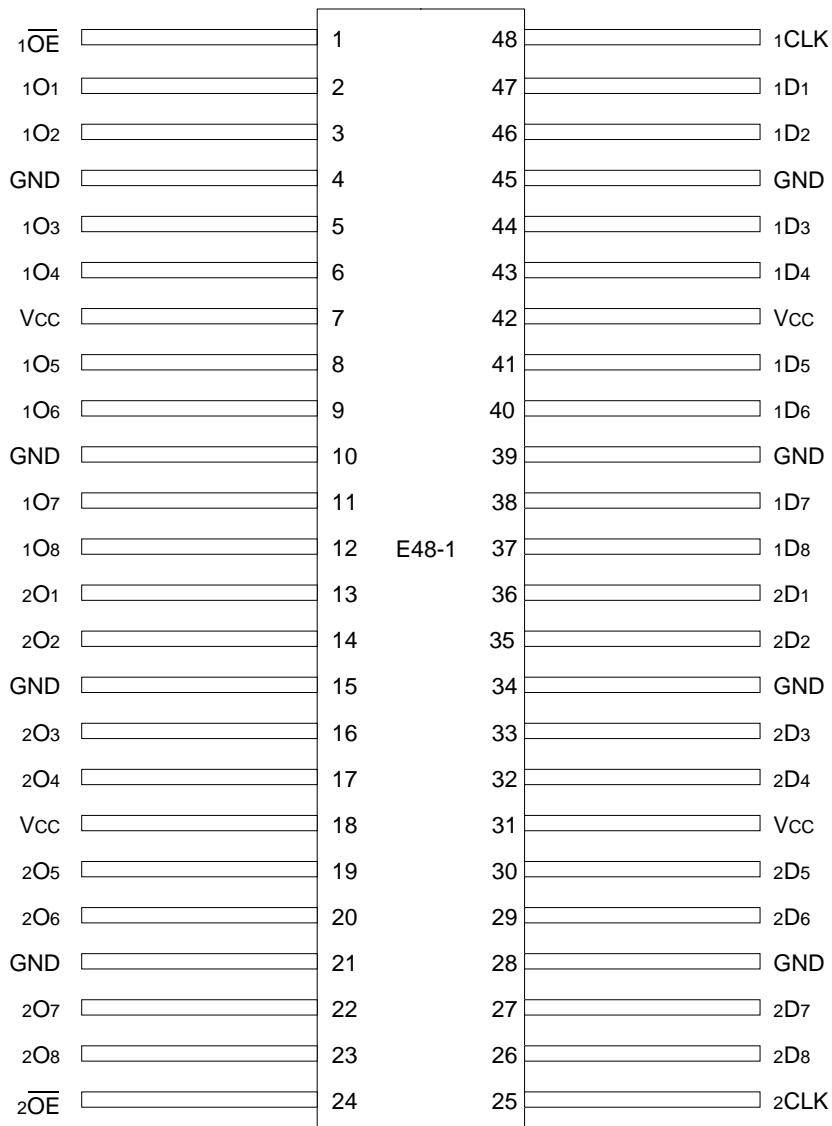 1O̅E̅ 1 48 1CLK
1O1 2 47 1D1
1O2 3 46 1D2
GND 4 45 GND
1O3 5 44 1D3
1O4 6 43 1D4
VCC 7 42 VCC
1O5 8 41 1D5
1O6 9 40 1D6
GND 10 39 GND
1O7 11 38 1D7
1O8 12 E48-1 37 1D8
2O1 13 36 2D1
2O2 14 35 2D2
GND 15 34 GND
2O3 16 33 2D3
2O4 17 32 2D4
VCC 18 31 VCC
2O5 19 30 2D5
2O6 20 29 2D6
GND 21 28 GND
2O7 22 27 2D7
2O8 23 26 2D8
2O̅E̅ 24 25 2CLK